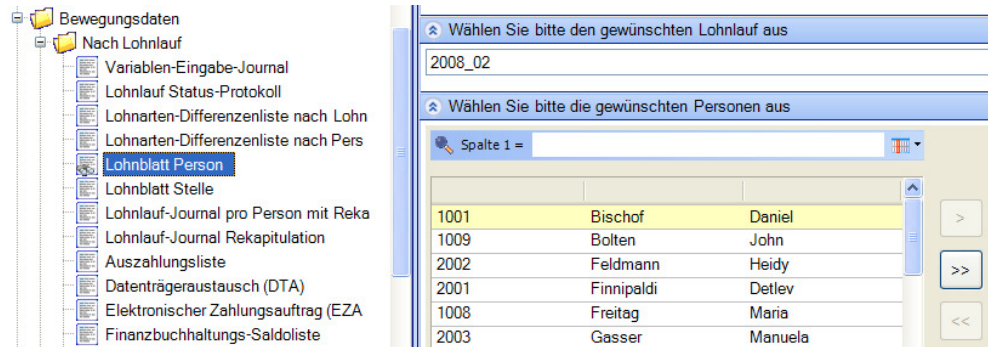 Bewegungsdaten
Nach Lohnlauf
Variablen-Eingabe-Journal
Lohnlauf Status-Protokoll
Lohnarten-Differenzenliste nach Lohn
Lohnarten-Differenzenliste nach Pers
Lohnblatt Person
Lohnblatt Stelle
Lohnlauf-Journal pro Person mit Reka
Lohnlauf-Journal Rekapitulation
Auszahlungsliste
Datenträgeraustausch (DTA)
Elektronischer Zahlungsauftrag (EZA
Finanzbuchhaltungs-Saldoliste
Wählen Sie bitte den gewünschten Lohnlauf aus
2008_02
Wählen Sie bitte die gewünschten Personen aus
Spalte 1 =
1001 Bischof Daniel
1009 Bolten John
2002 Feldmann Heidy
2001 Finnipaldi Detlev
1008 Freitag Maria
2003 Gasser Manuela
>
>>
<<